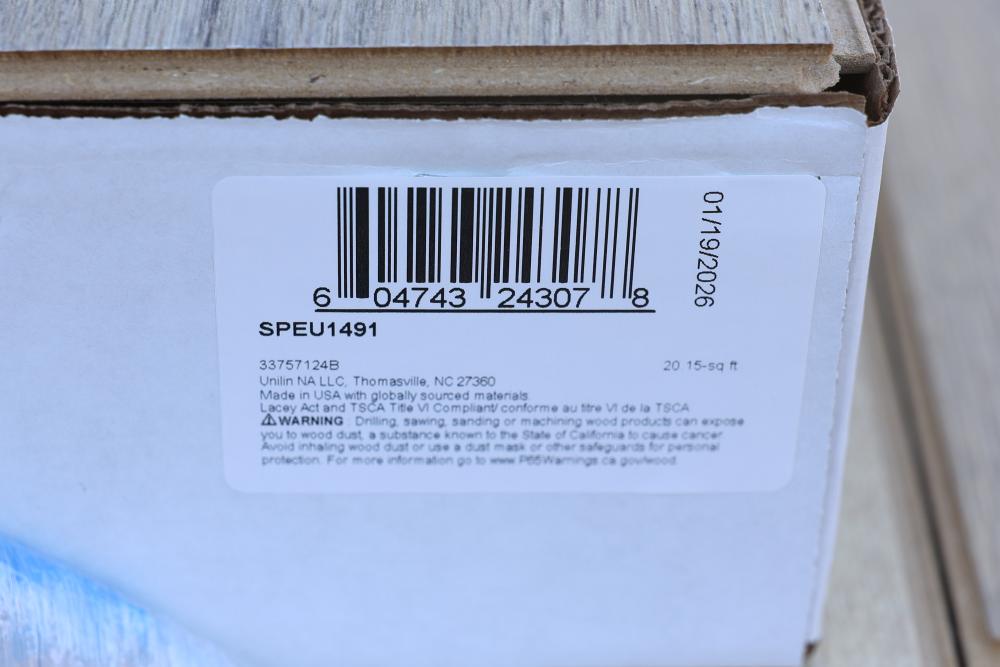 01/19/2026
6 04743 24307 8
SPEU1491
33757124B
20.15-sq ft
Unilin NA LLC, Thomasville, NC 27360
Made in USA with globally sourced materials.
Lacey Act and TSCA Title VI Compliant/ conforme au titre VI de la TSCA
⚠WARNING : Drilling, sawing, sanding or machining wood products can expose
you to wood dust, a substance known to the State of California to cause cancer.
Avoid inhaling wood dust or use a dust mask or other safeguards for personal
protection. For more information go to www.P65Warnings.ca.gov/wood.